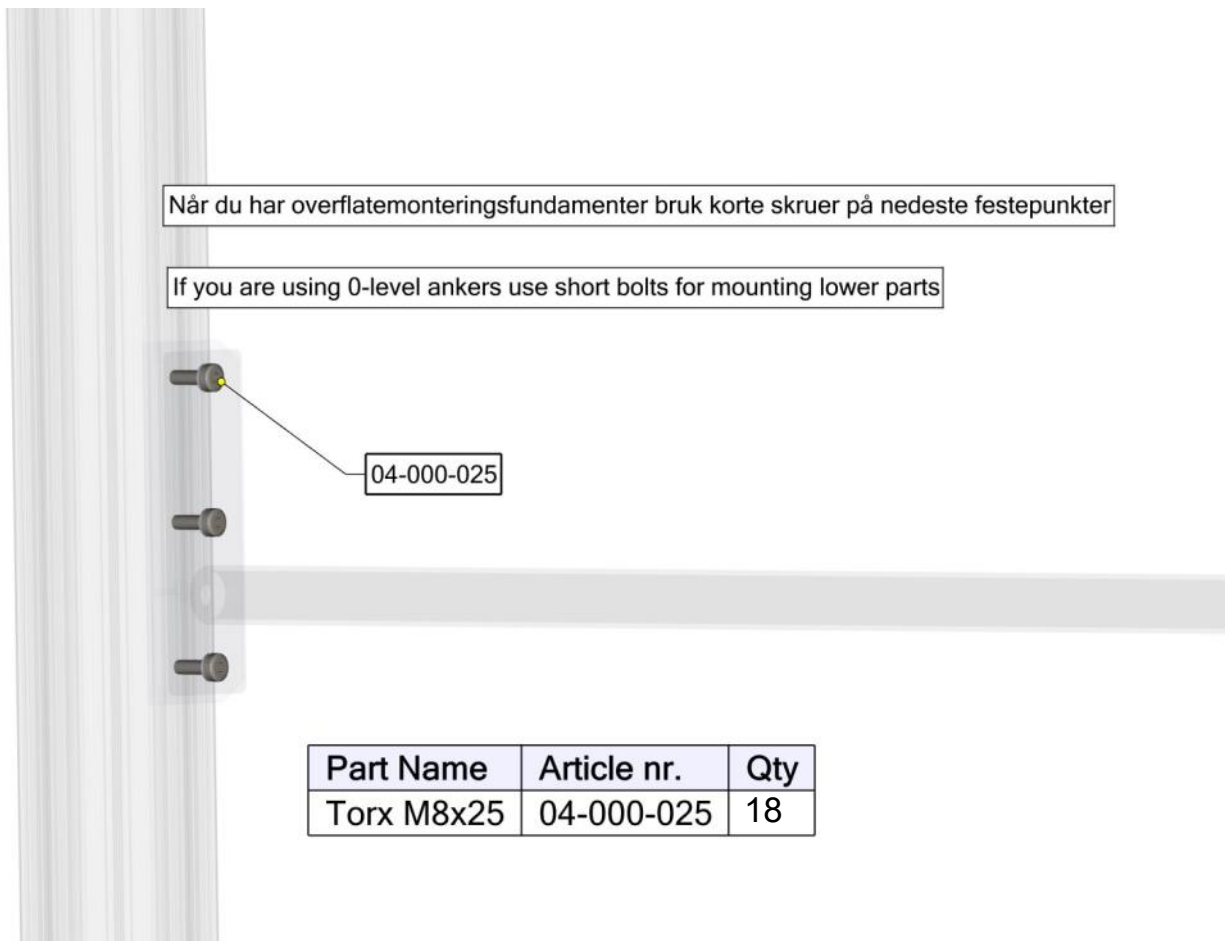 Når du har overflatemonteringsfundamenter bruk korte skruer på nedeste festepunkter
If you are using 0-level ankers use short bolts for mounting lower parts
04-000-025
Part Name Article nr. Qty
Torx M8x25 04-000-025 18